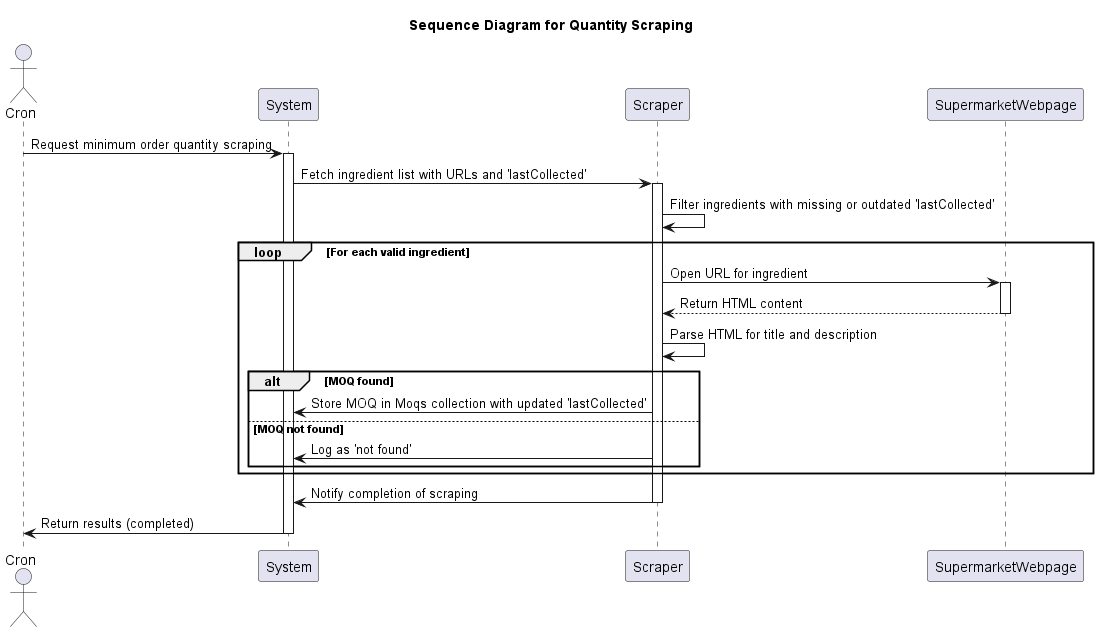 Sequence Diagram for Quantity Scraping
Cron
System
Scraper
SupermarketWebpage
Request minimum order quantity scraping
Fetch ingredient list with URLs and 'lastCollected'
Filter ingredients with missing or outdated 'lastCollected'
loop [For each valid ingredient]
Open URL for ingredient
Return HTML content
Parse HTML for title and description
alt [MOQ found]
Store MOQ in Moqs collection with updated 'lastCollected'
[MOQ not found]
Log as 'not found'
Notify completion of scraping
Return results (completed)
Cron
System
Scraper
SupermarketWebpage